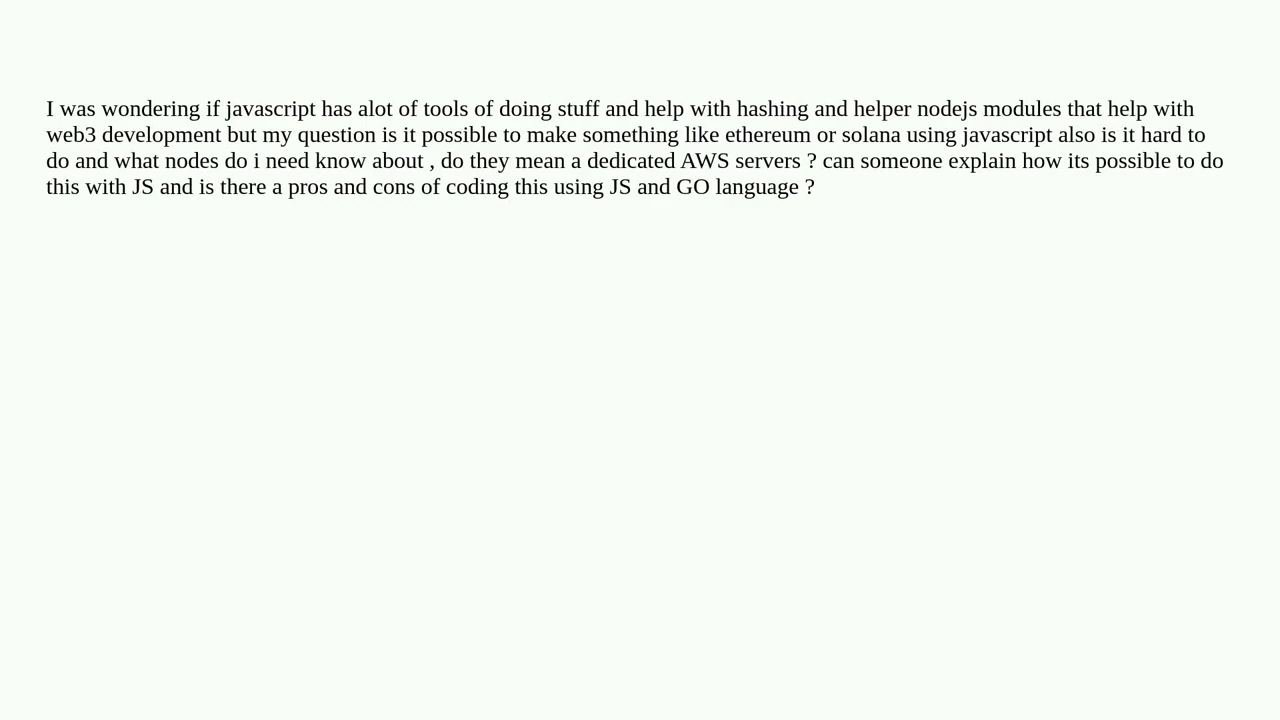 I was wondering if javascript has alot of tools of doing stuff and help with hashing and helper nodejs modules that help with
web3 development but my question is it possible to make something like ethereum or solana using javascript also is it hard to
do and what nodes do i need know about , do they mean a dedicated AWS servers ? can someone explain how its possible to do
this with JS and is there a pros and cons of coding this using JS and GO language ?